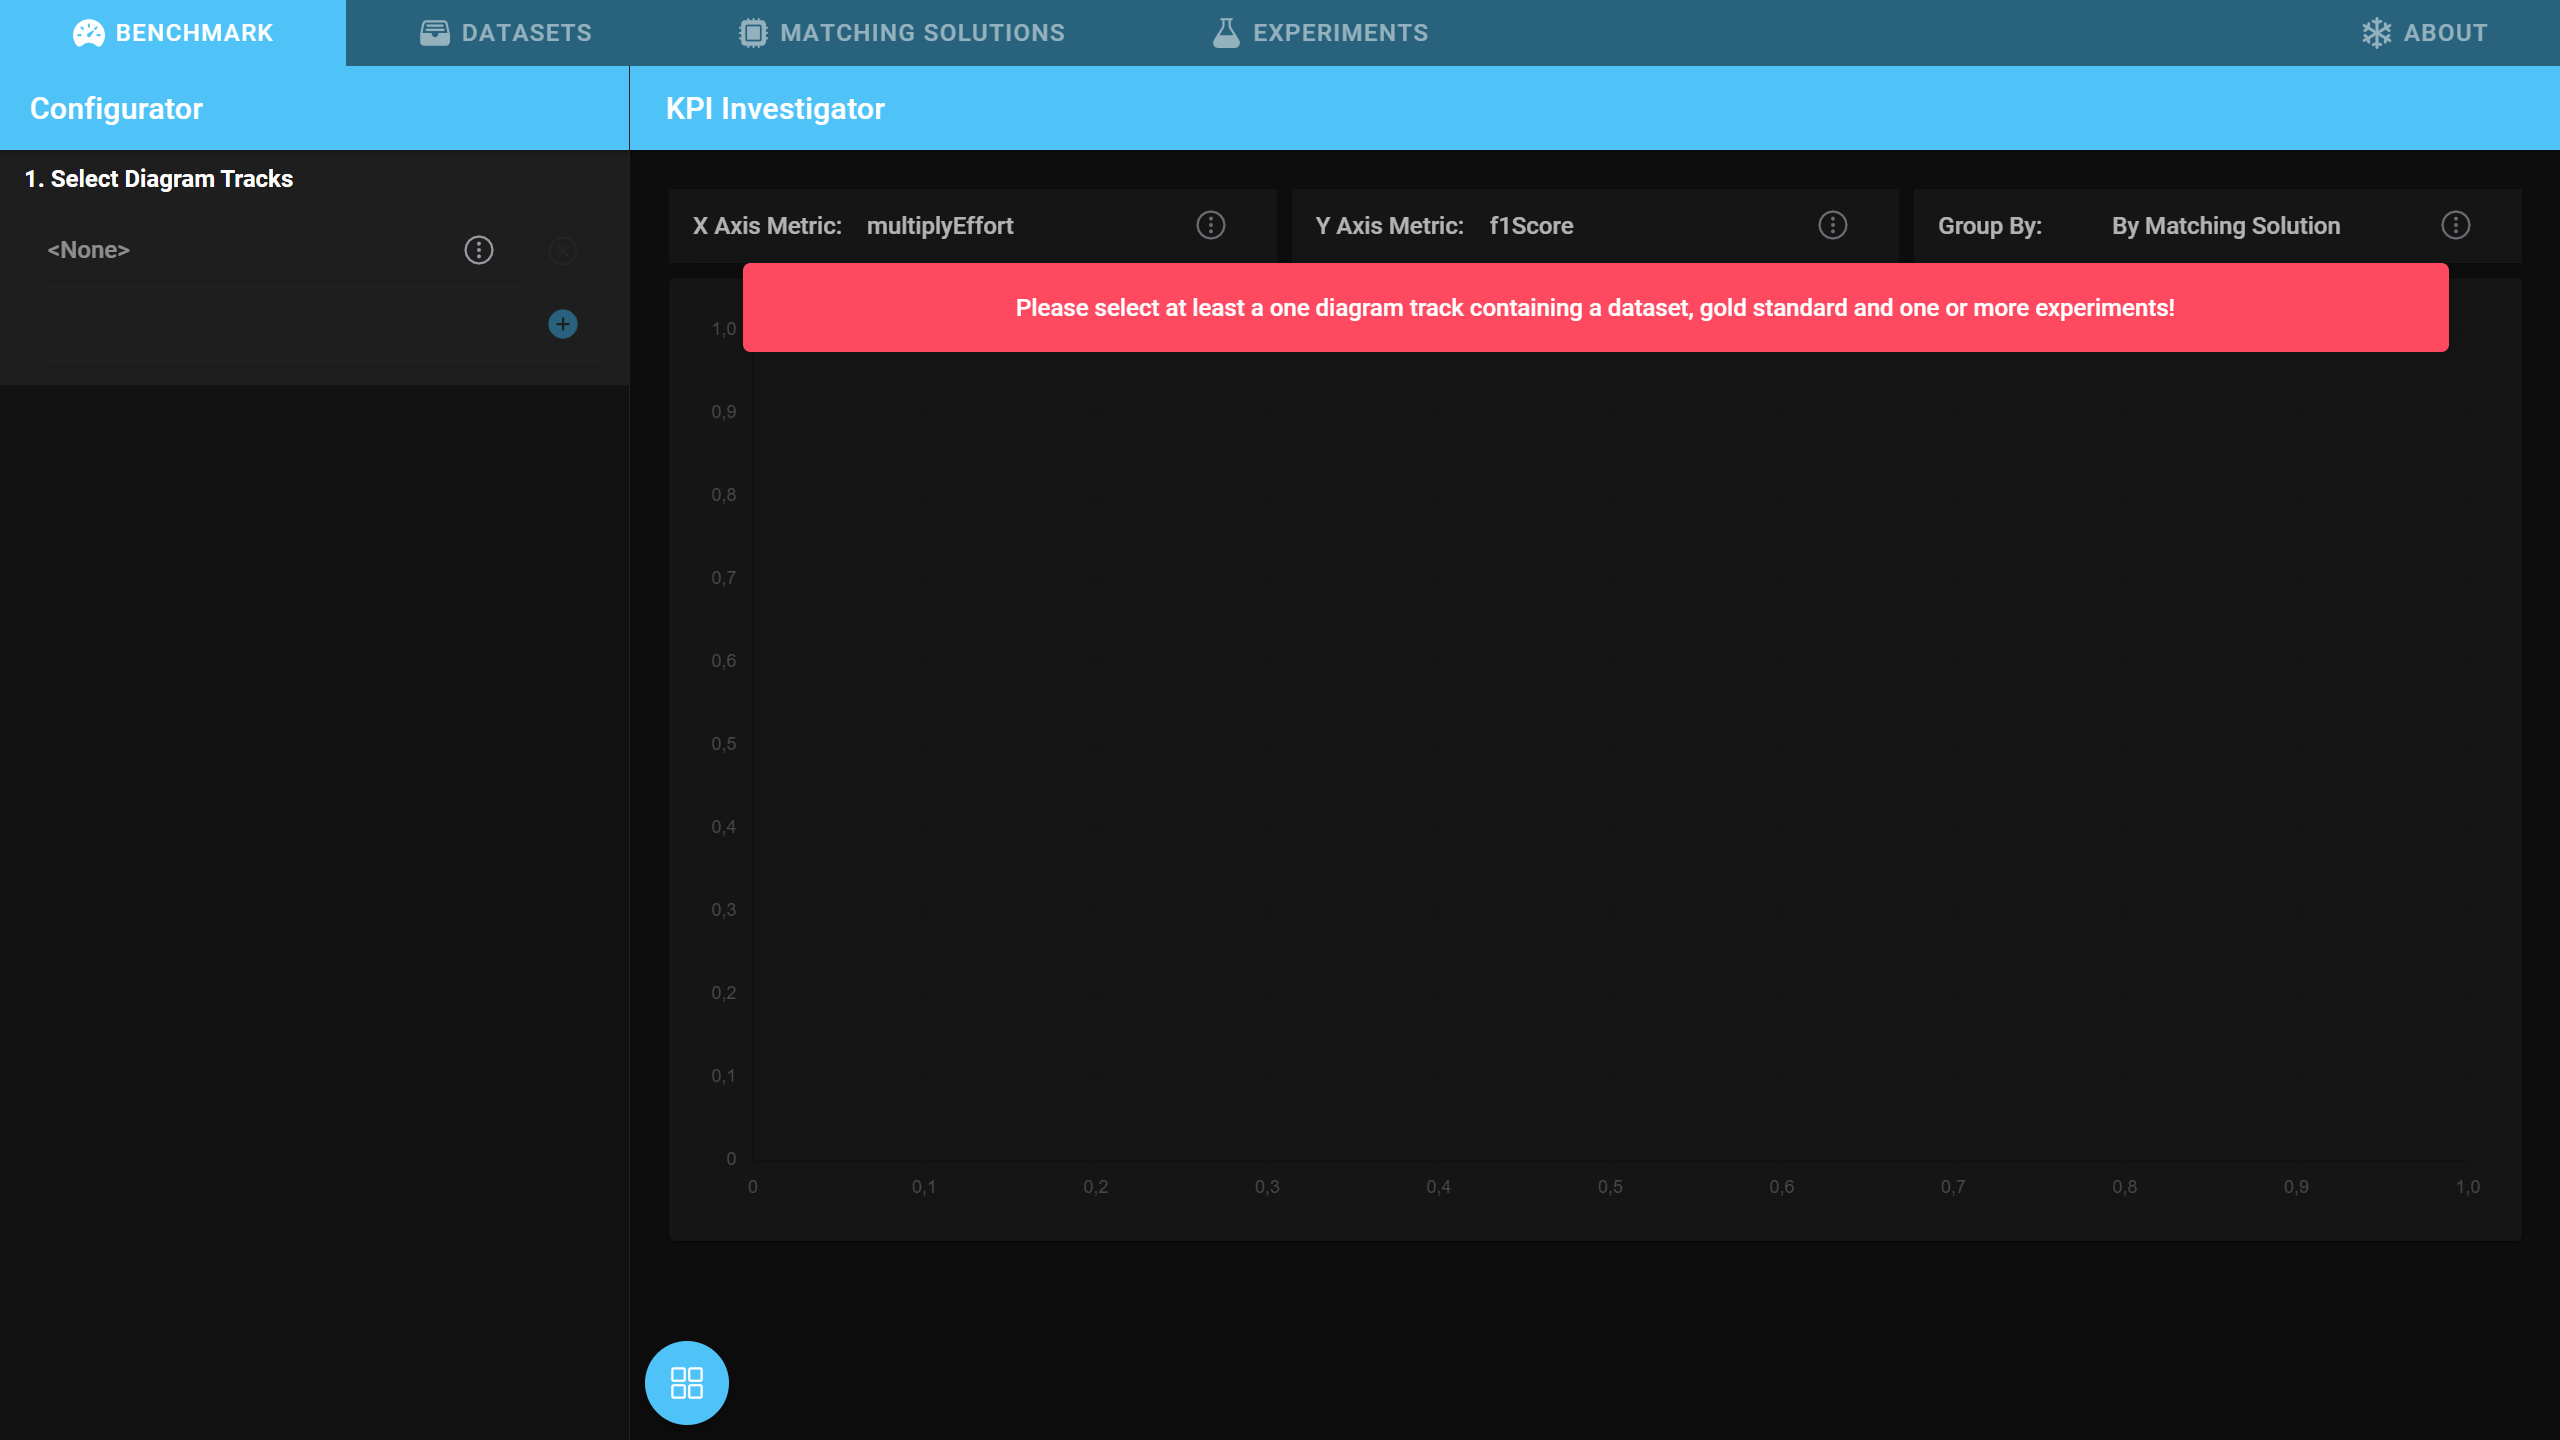 BENCHMARK
DATASETS
MATCHING SOLUTIONS
EXPERIMENTS
ABOUT
Configurator
KPI Investigator
1. Select Diagram Tracks
<None>
X Axis Metric: multiplyEffort
Y Axis Metric: f1Score
Group By: By Matching Solution
Please select at least a one diagram track containing a dataset, gold standard and one or more experiments!
1,0
0,9
0,8
0,7
0,6
0,5
0,4
0,3
0,2
0,1
0
0 0,1 0,2 0,3 0,4 0,5 0,6 0,7 0,8 0,9 1,0